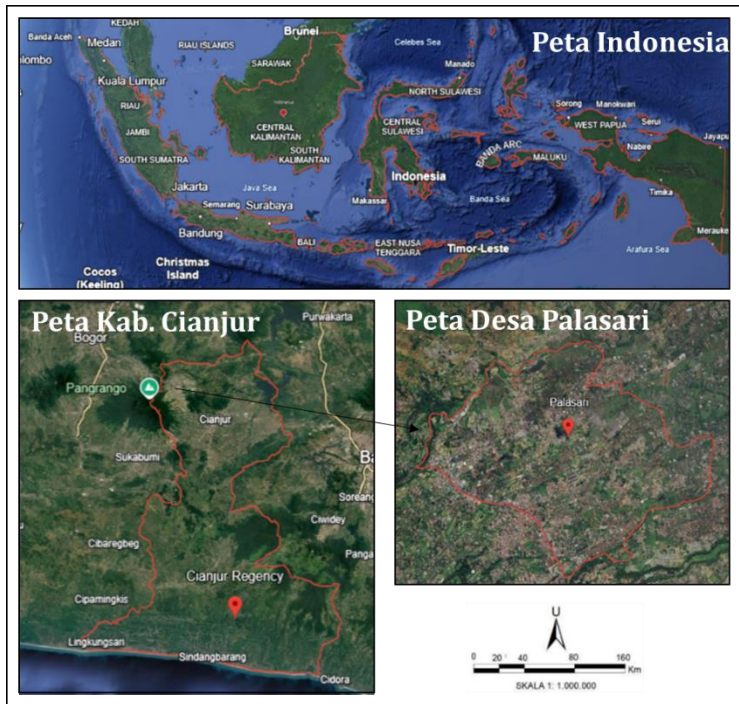 Peta Indonesia
KEDAH
Banda Aceh
Medan
olombo
Kuala Lumpur
RIAU ISLANDS
Brunei
SARAWAK
Celebes Sea
Manado
NORTH SULAWESI
RIAU
JAMBI
SOUTH SUMATRA
CENTRAL
KALIMANTAN
SOUTH
KALIMANTAN
CENTRAL
SULAWESI
Sorong
Manokwari
Serui
WEST PAPUA
Jayapu
Nabire
BANDA ARC
MALUKU
Indonesia
Timika
Jakarta
Java Sea
Semarang
Surabaya
Makassar
Banda Sea
Bandung
BALI
EAST NUSA
TENGGARA
Timor-Leste
Merauke
Arafura Sea
Cocos
(Keeling)
Christmas
Island
Peta Kab. Cianjur
Bogor
Purwakarta
Pangrango
Cianjur
Sukabumi
Ba
Soreang
Ciwidey
Cibaregbeg
Panga
Cianjur Regency
Cipamingkis
Lingkungsari
Sindangbarang
Cidora
Peta Desa Palasari
Palasari
U
0 20 40 80 120 160
Km
SKALA 1: 1.000.000